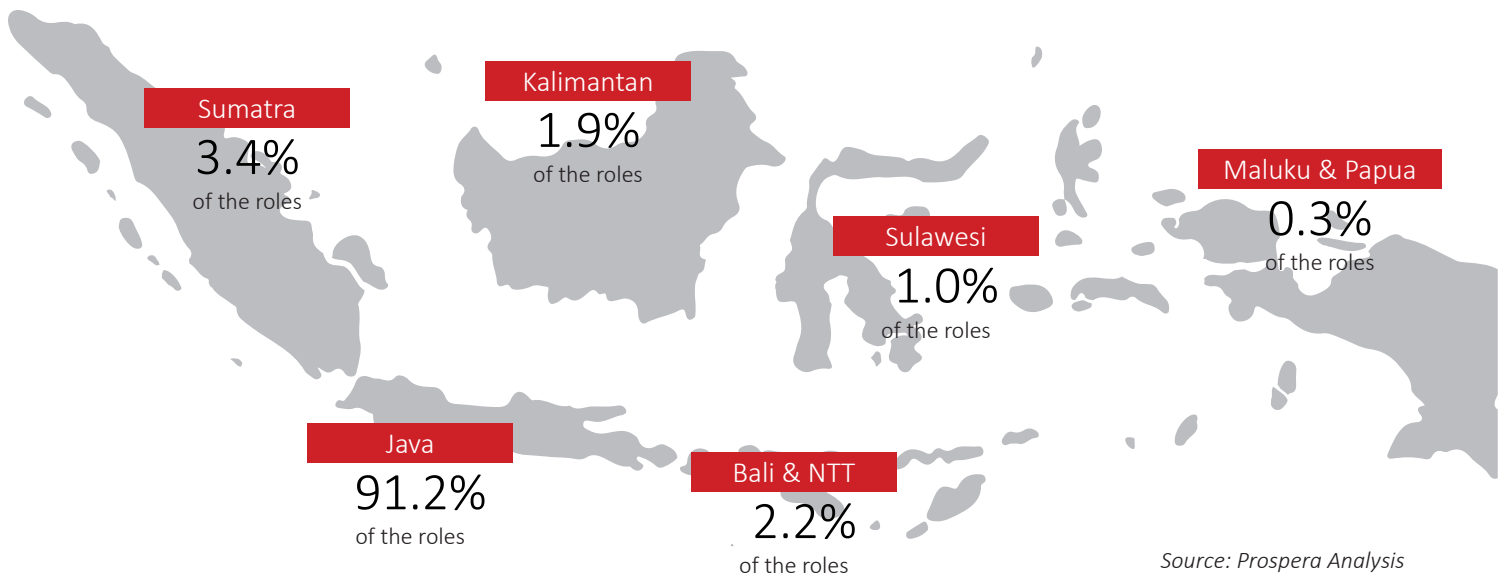 Sumatra
3.4%
of the roles
Kalimantan
1.9%
of the roles
Maluku & Papua
0.3%
of the roles
Sulawesi
1.0%
of the roles
Java
91.2%
of the roles
Bali & NTT
2.2%
of the roles
Source: Prospera Analysis